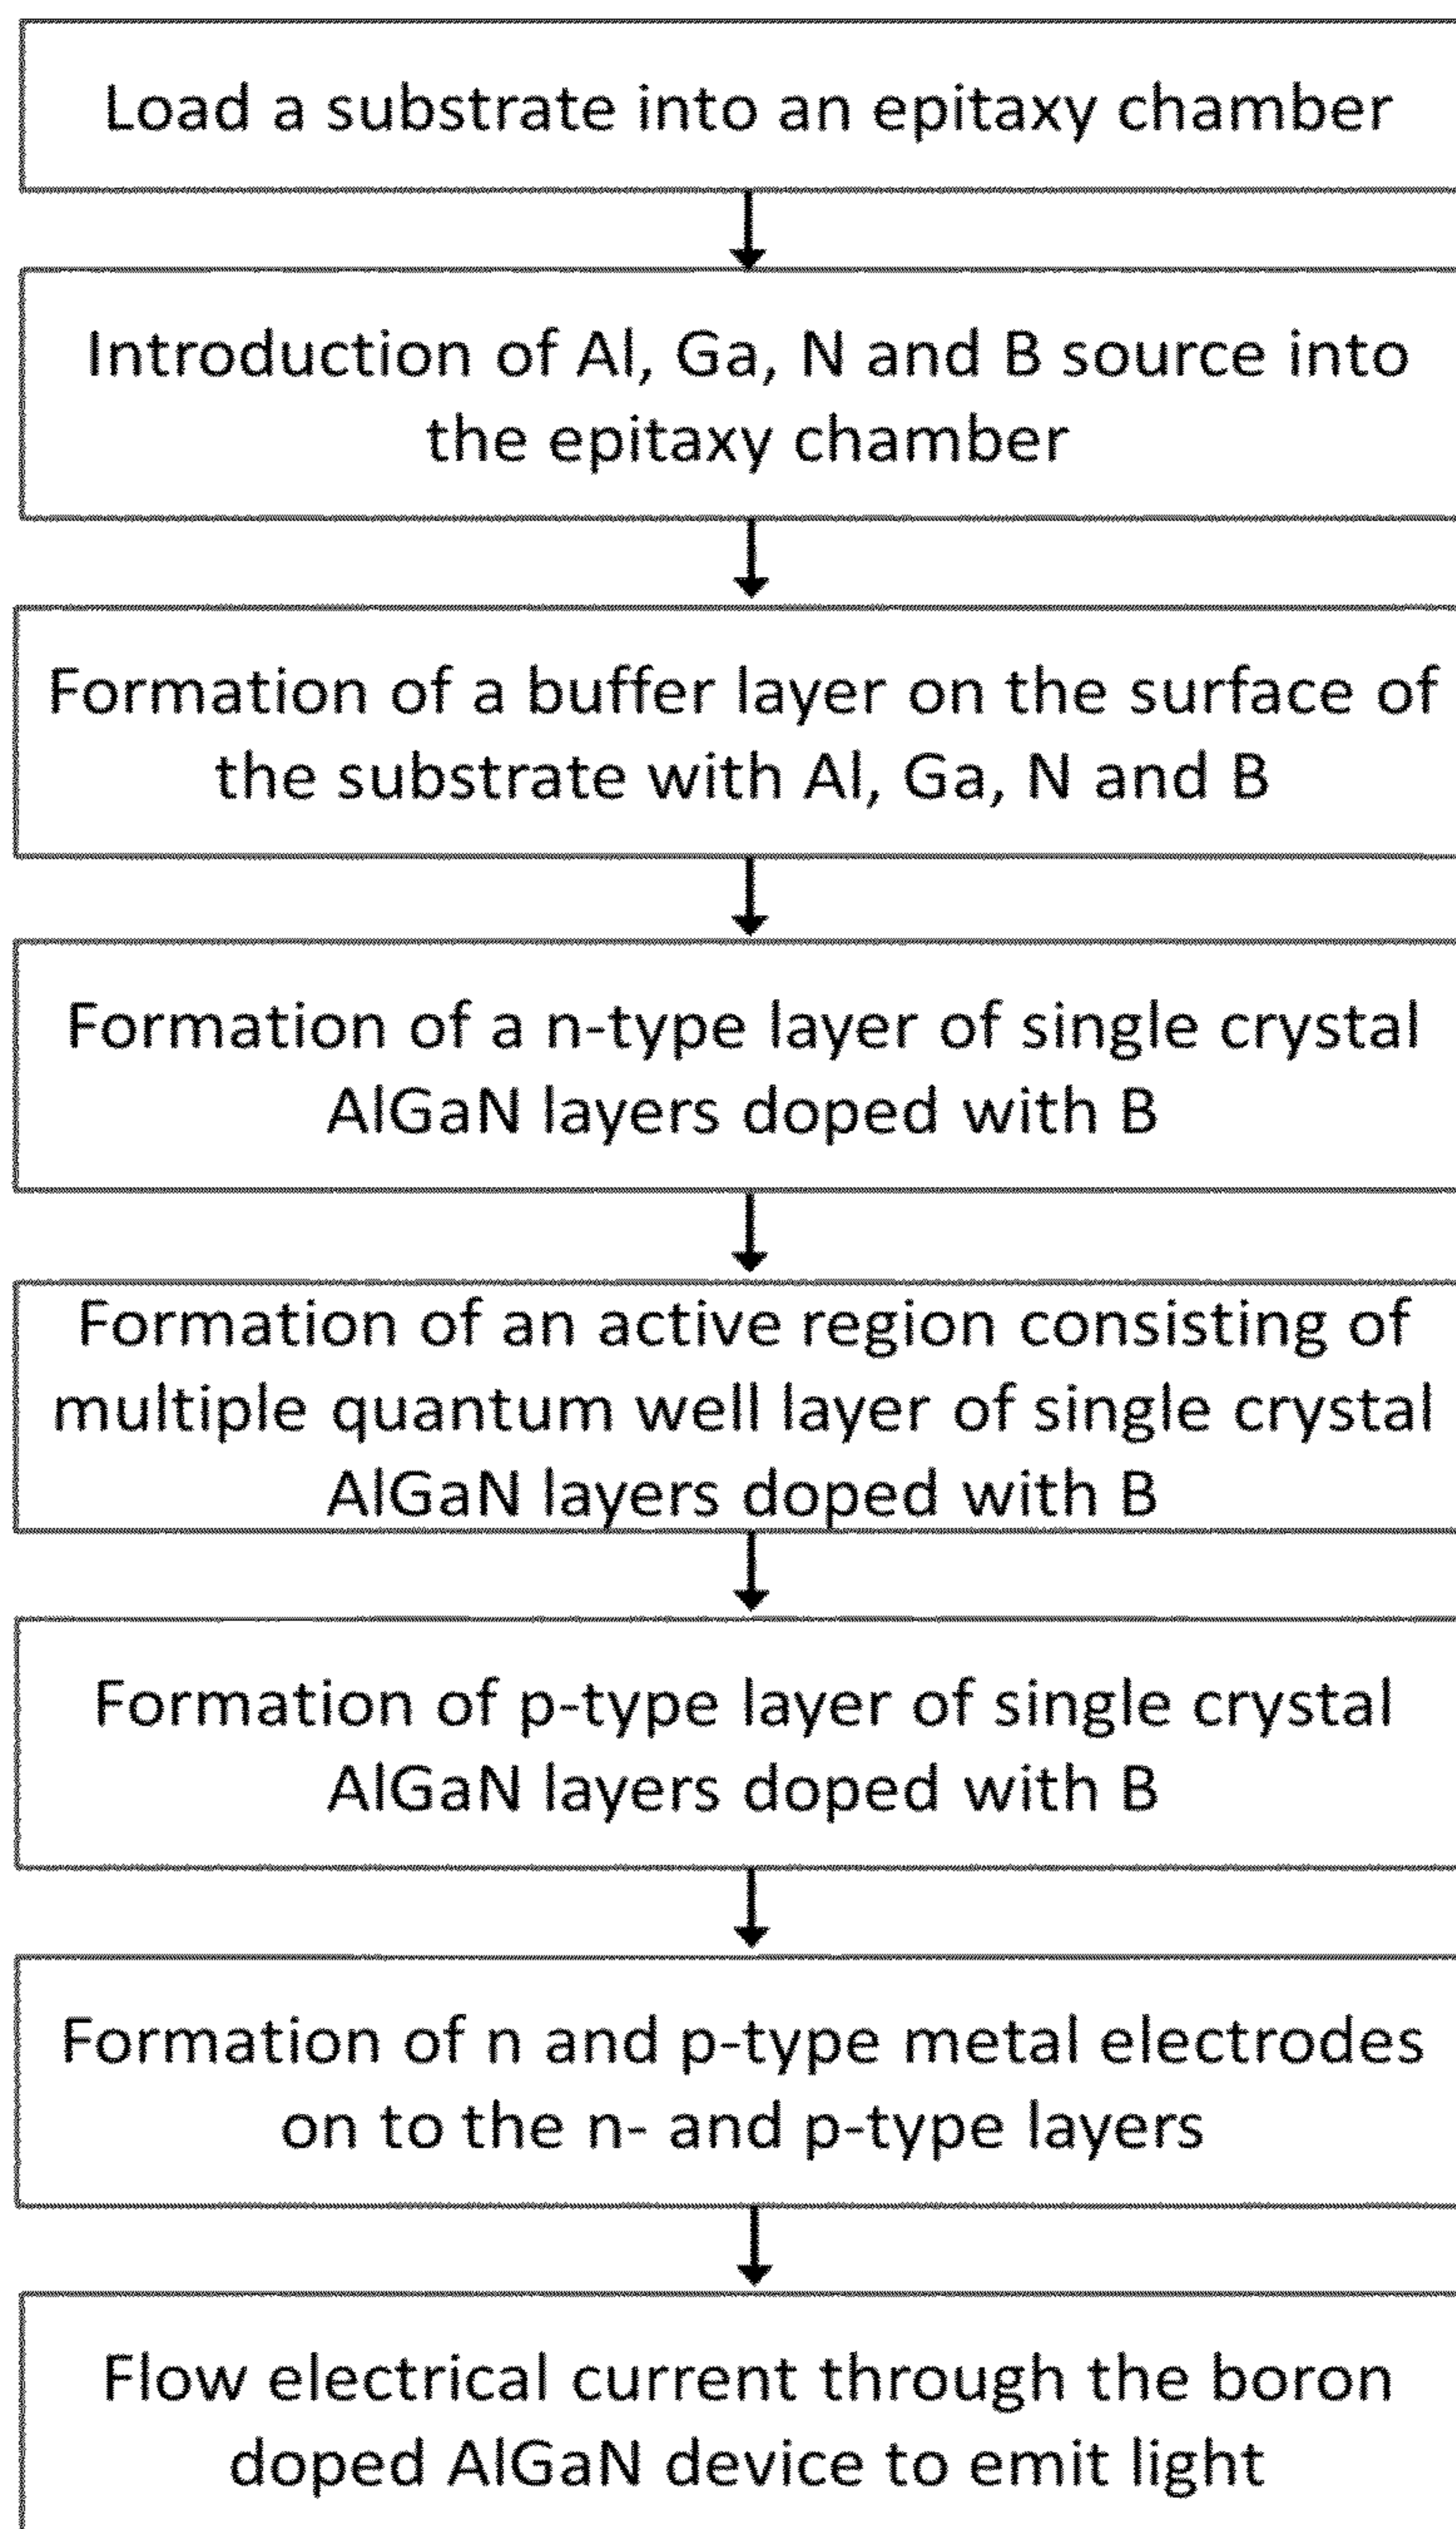 Load a substrate into an epitaxy chamber
Introduction of Al, Ga, N and B source into
the epitaxy chamber
Formation of a buffer layer on the surface of
the substrate with Al, Ga, N and B
Formation of a n-type layer of single crystal
AlGaN layers doped with B
Formation of an active region consisting of
multiple quantum well layer of single crystal
AlGaN layers doped with B
Formation of p-type layer of single crystal
AlGaN layers doped with B
Formation of n and p-type metal electrodes
on to the n- and p-type layers
Flow electrical current through the boron
doped AlGaN device to emit light